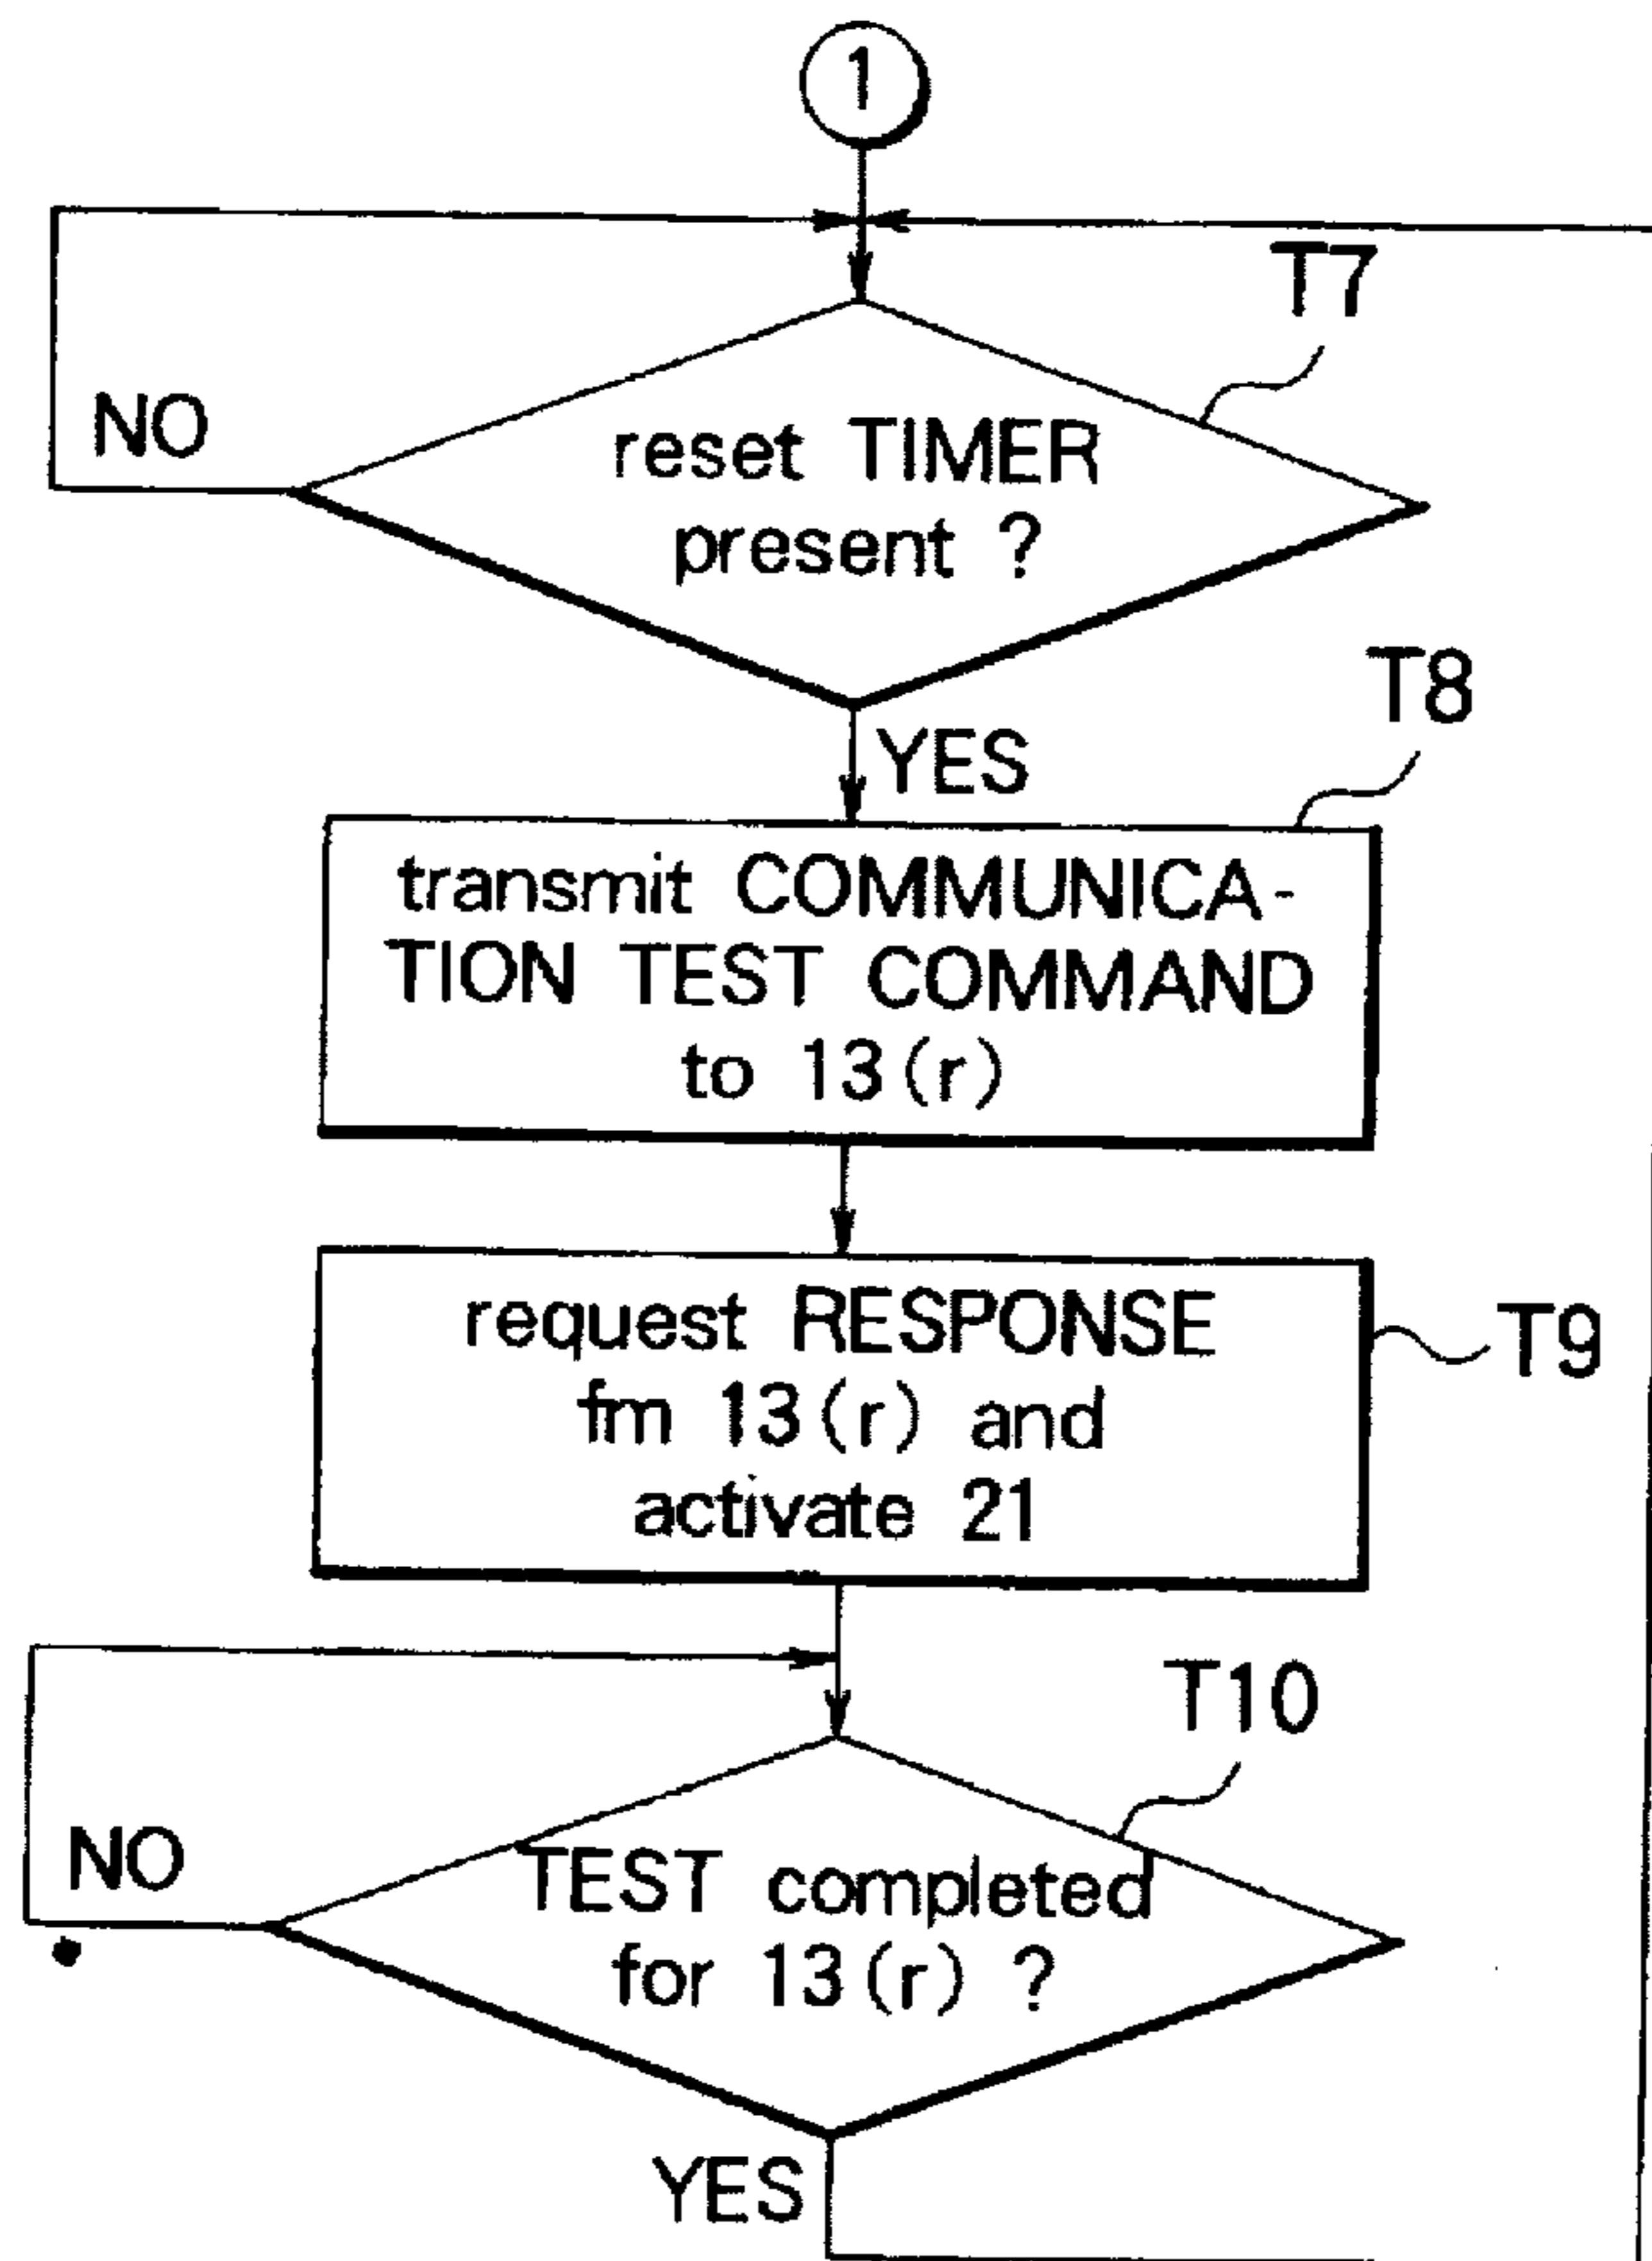 1
T7
NO
reset TIMER
present ?
T8
YES
transmit COMMUNICA-
TION TEST COMMAND
to 13(r)
request RESPONSE
T9
fm 13(r) and
activate 21
T10
NO
TEST completed
for 13(r) ?
YES